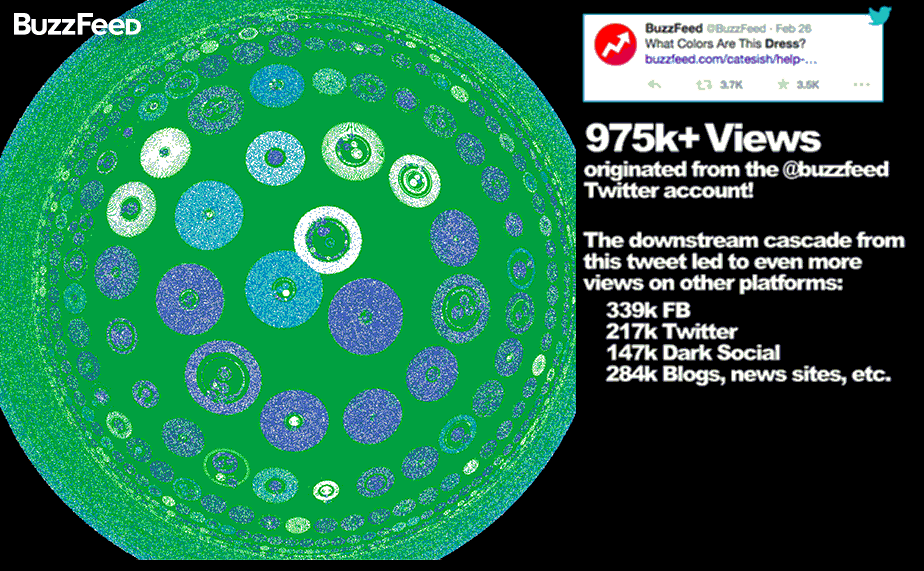 BuzzFeed
BuzzFeed @BuzzFeed · Feb 26
What Colors Are This Dress?
buzzfeed.com/catesish/help-...
3.7K 3.5K
975k+ Views
originated from the @buzzfeed
Twitter account!
The downstream cascade from
this tweet led to even more
views on other platforms:
339k FB
217k Twitter
147k Dark Social
284k Blogs, news sites, etc.